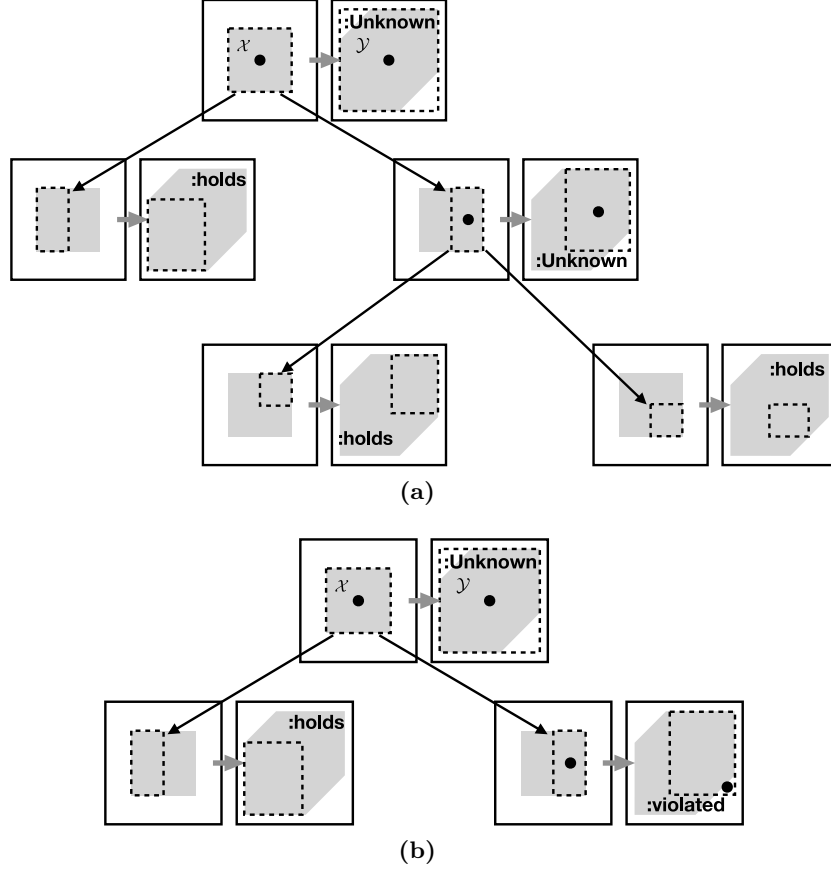 :Unknown
𝒳
𝒴
:holds
:Unknown
:holds
:holds
(a)
:Unknown
𝒳
𝒴
:holds
:violated
(b)